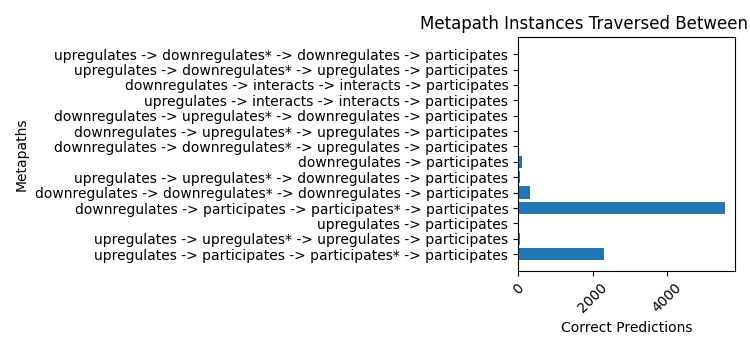 Metapath Instances Traversed Between
upregulates -> downregulates* -> downregulates -> participates
upregulates -> downregulates* -> upregulates -> participates
downregulates -> interacts -> interacts -> participates
upregulates -> interacts -> interacts -> participates
downregulates -> upregulates* -> downregulates -> participates
downregulates -> upregulates* -> upregulates -> participates
downregulates -> downregulates* -> upregulates -> participates
downregulates -> participates
upregulates -> upregulates* -> downregulates -> participates
downregulates -> downregulates* -> downregulates -> participates
downregulates -> participates -> participates* -> participates
upregulates -> participates
upregulates -> upregulates* -> upregulates -> participates
upregulates -> participates -> participates* -> participates
Metapaths
0
2000
4000
Correct Predictions